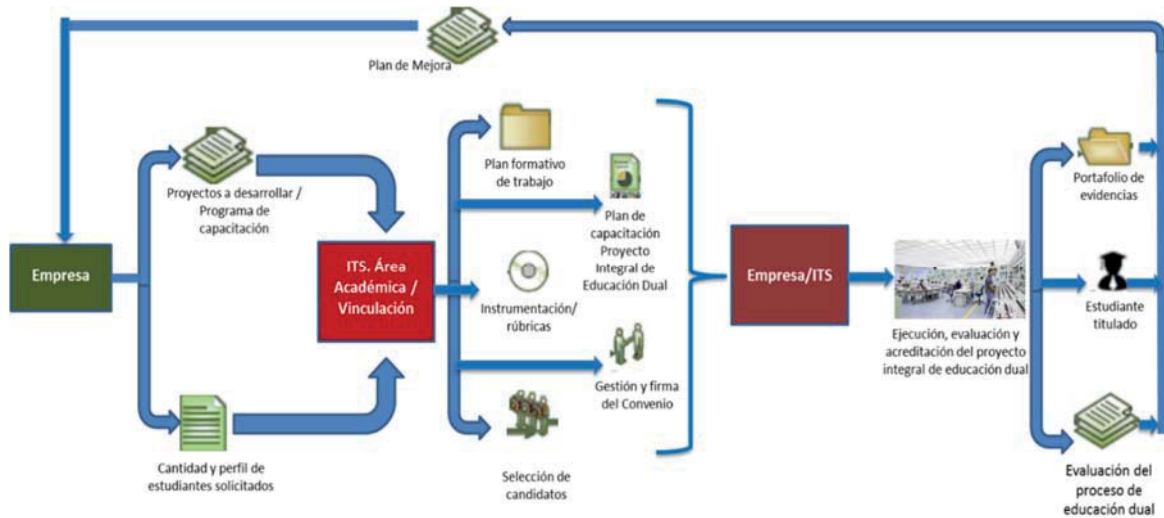 Plan de Mejora
Empresa
Proyectos a desarrollar /
Programa de
capacitación
Cantidad y perfil de
estudiantes solicitados
ITS. Área
Académica /
Vinculación
Plan formativo
de trabajo
Plan de
capacitación
Proyecto
Integral de
Educación Dual
Instrumentación/
rúbricas
Gestión y firma
del Convenio
Selección de
candidatos
Empresa/ITS
Ejecución, evaluación y
acreditación del proyecto
integral de educación dual
Portafolio de
evidencias
Estudiante
titulado
Evaluación del
proceso de
educación dual